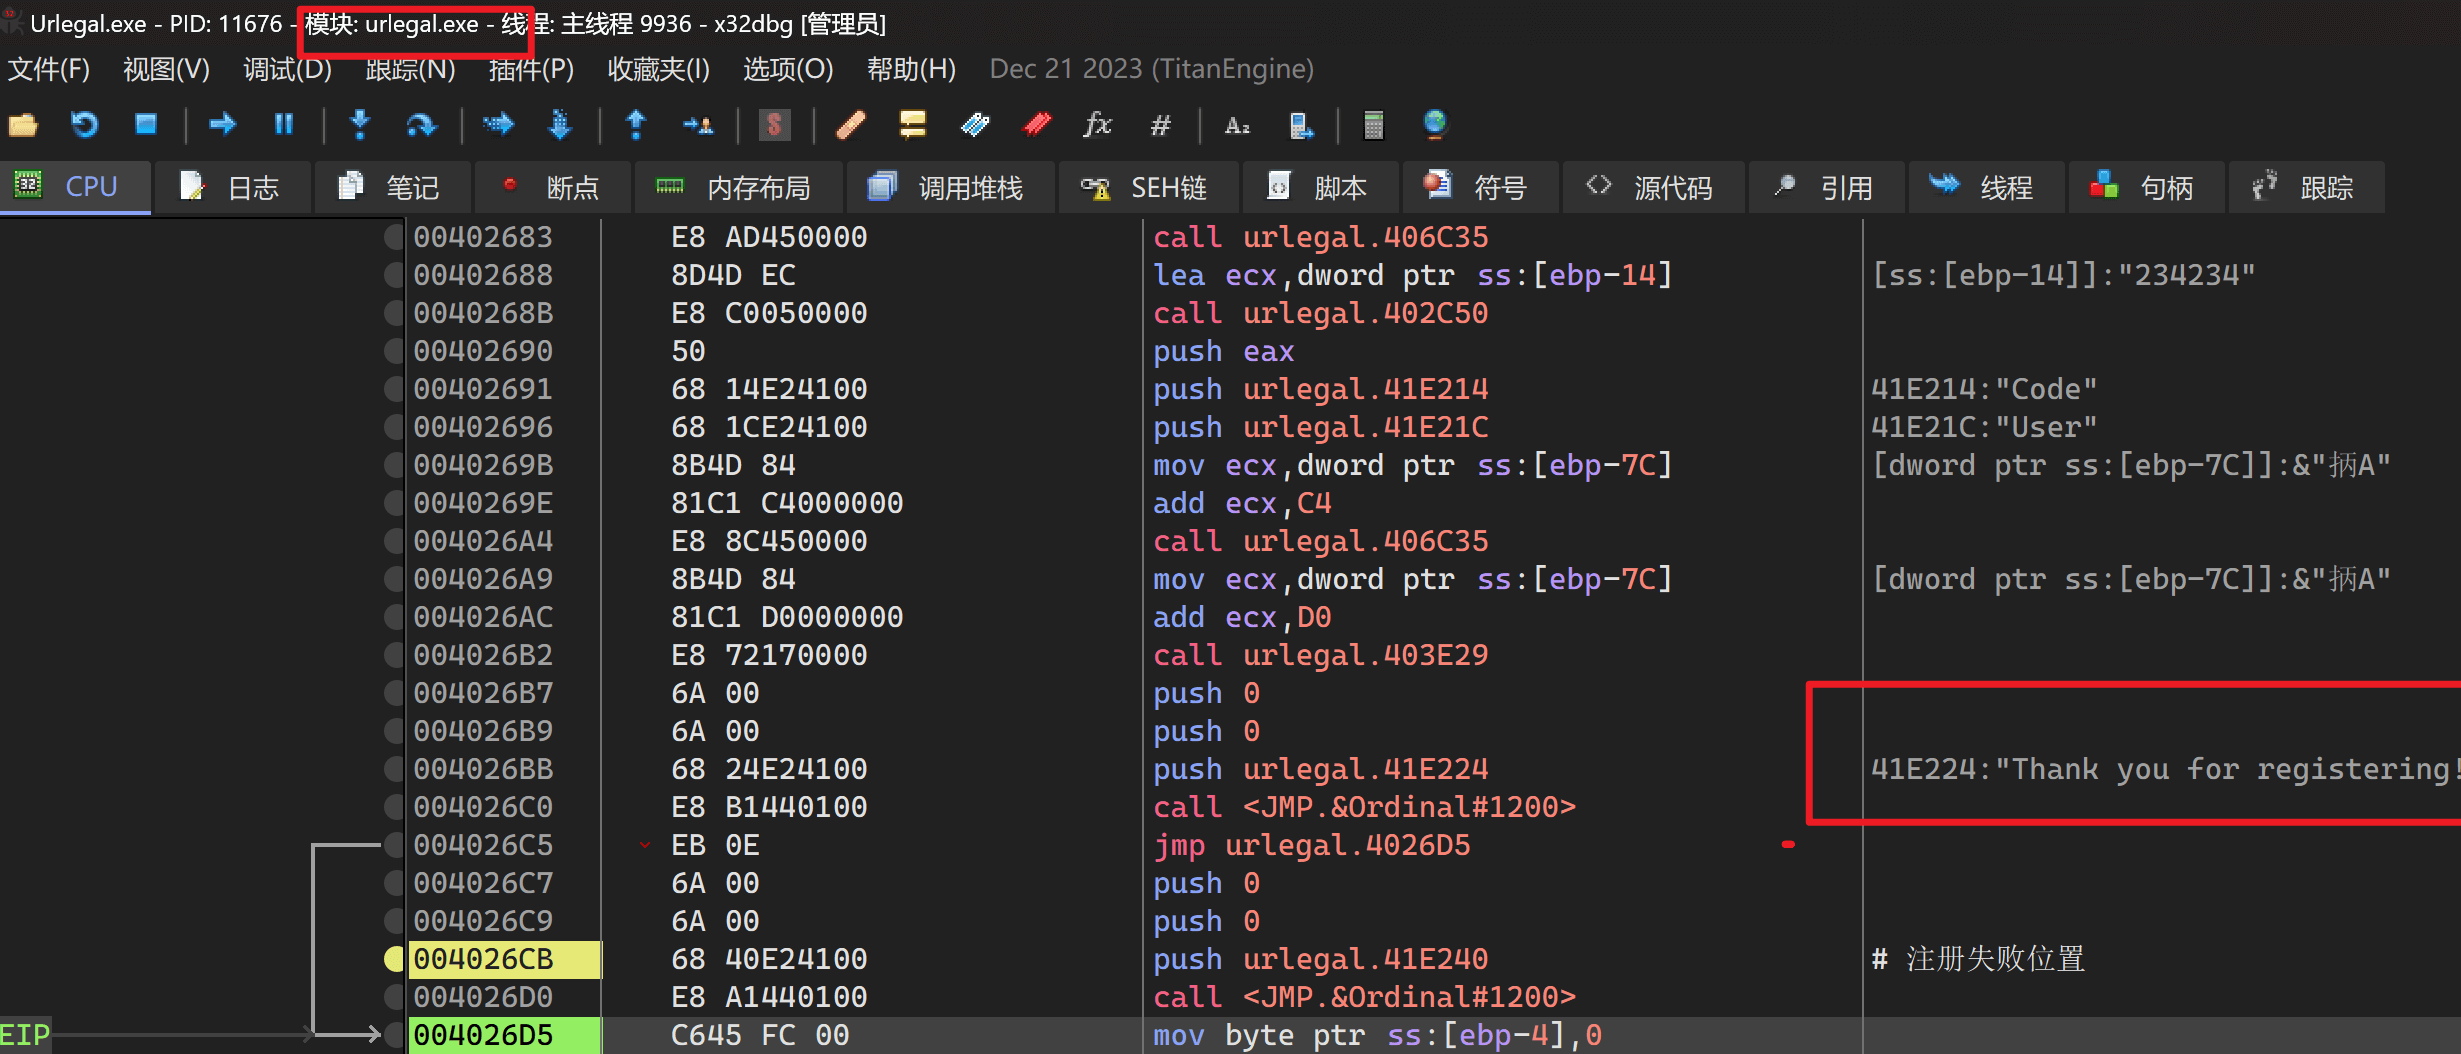 Urlegal.exe - PID: 11676 - 模块: urlegal.exe - 线程: 主线程 9936 - x32dbg [管理员]
文件(F) 视图(V) 调试(D) 跟踪(N) 插件(P) 收藏夹(I) 选项(O) 帮助(H) Dec 21 2023 (TitanEngine)
CPU 日志 笔记 断点 内存布局 调用堆栈 SEH链 脚本 符号 源代码 引用 线程 句柄 跟踪
00402683 E8 AD450000 call urlegal.406C35
00402688 8D4D EC lea ecx,dword ptr ss:[ebp-14] [ss:[ebp-14]]:"234234"
0040268B E8 C0050000 call urlegal.402C50
00402690 50 push eax
00402691 68 14E24100 push urlegal.41E214 41E214:"Code"
00402696 68 1CE24100 push urlegal.41E21C 41E21C:"User"
0040269B 8B4D 84 mov ecx,dword ptr ss:[ebp-7C] [dword ptr ss:[ebp-7C]]:&"抦A"
0040269E 81C1 C4000000 add ecx,C4
004026A4 E8 8C450000 call urlegal.406C35
004026A9 8B4D 84 mov ecx,dword ptr ss:[ebp-7C] [dword ptr ss:[ebp-7C]]:&"抦A"
004026AC 81C1 D0000000 add ecx,D0
004026B2 E8 72170000 call urlegal.403E29
004026B7 6A 00 push 0
004026B9 6A 00 push 0
004026BB 68 24E24100 push urlegal.41E224 41E224:"Thank you for registering!
004026C0 E8 B1440100 call <JMP.&Ordinal#1200>
004026C5 EB 0E jmp urlegal.4026D5
004026C7 6A 00 push 0
004026C9 6A 00 push 0
004026CB 68 40E24100 push urlegal.41E240 # 注册失败位置
004026D0 E8 A1440100 call <JMP.&Ordinal#1200>
EIP 004026D5 C645 FC 00 mov byte ptr ss:[ebp-4],0